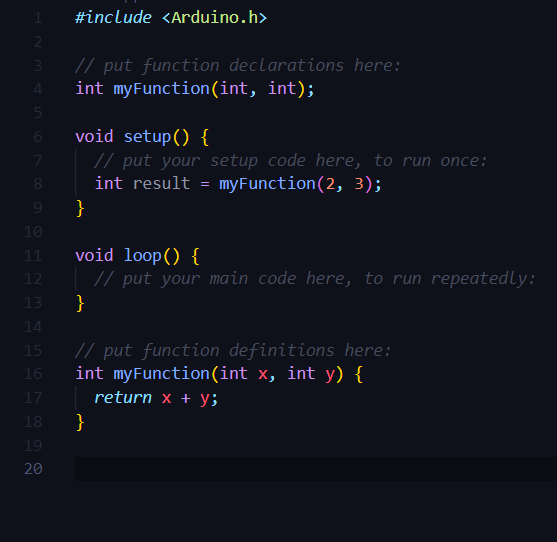 1 #include <Arduino.h>
2
3 // put function declarations here:
4 int myFunction(int, int);
5
6 void setup() {
7 // put your setup code here, to run once:
8 int result = myFunction(2, 3);
9 }
10
11 void loop() {
12 // put your main code here, to run repeatedly:
13 }
14
15 // put function definitions here:
16 int myFunction(int x, int y) {
17 return x + y;
18 }
19
20